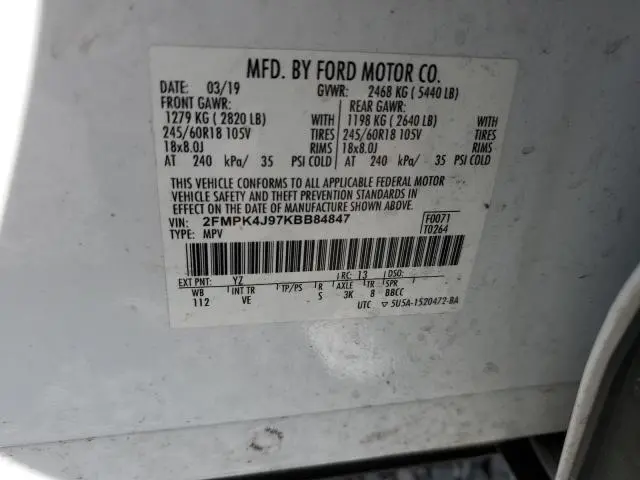 MFD. BY FORD MOTOR CO.
DATE: 03/19 GVWR: 2468 KG ( 5440 LB)
FRONT GAWR: REAR GAWR:
1279 KG ( 2820 LB) WITH 1198 KG ( 2640 LB) WITH
245/60R18 105V TIRES 245/60R18 105V TIRES
18x8.0J RIMS 18x8.0J RIMS
AT 240 kPa/ 35 PSI COLD AT 240 kPa/ 35 PSI COLD
THIS VEHICLE CONFORMS TO ALL APPLICABLE FEDERAL MOTOR
VEHICLE SAFETY AND THEFT PREVENTION STANDARDS IN
EFFECT ON THE DATE OF MANUFACTURE SHOWN ABOVE.
VIN: 2FMPK4J97KBB84847 F0071
TYPE: MPV T0264
EXT PNT: YZ RC: 13 DSO:
WB INT TR TP/PS R AXLE TR SPR
112 VE S 3K 8 BBCC
UTC ▽ 5U5A-1520472-BA